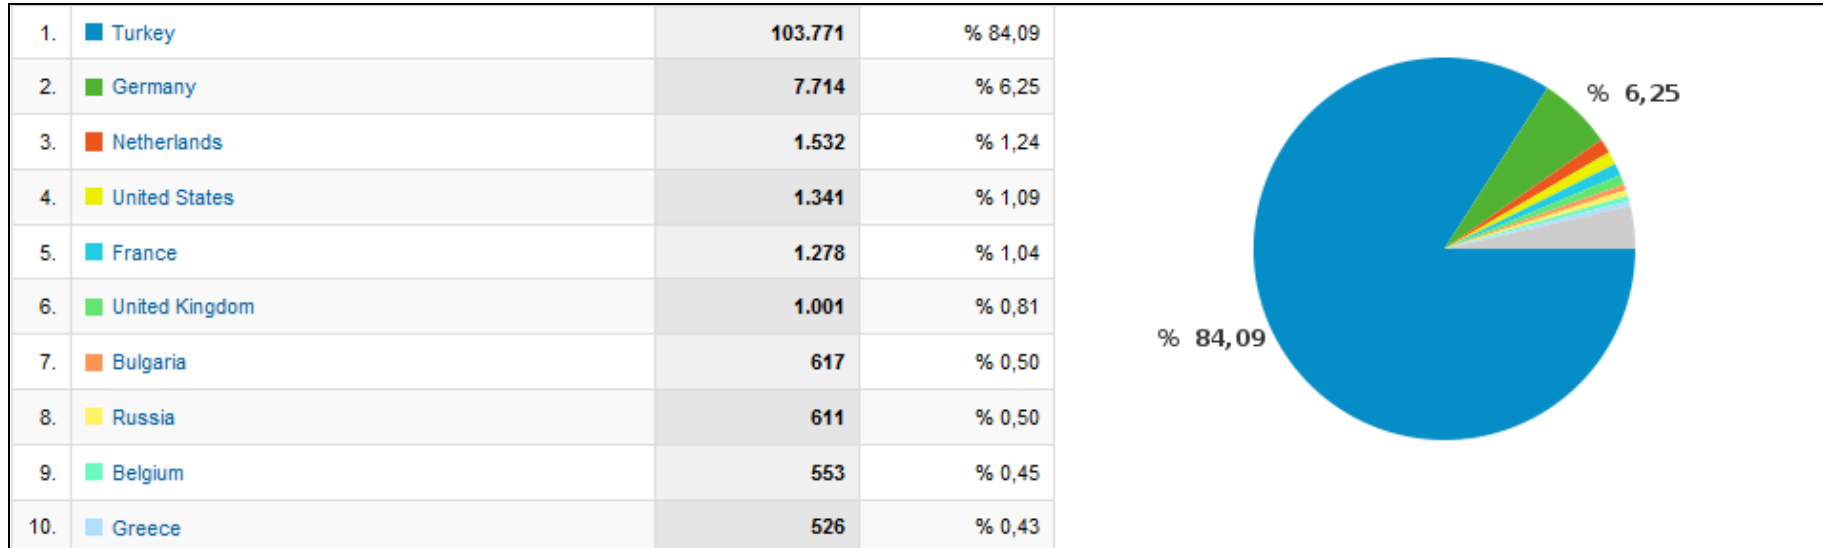 1. Turkey 103.771 % 84,09
2. Germany 7.714 % 6,25
3. Netherlands 1.532 % 1,24
4. United States 1.341 % 1,09
5. France 1.278 % 1,04
6. United Kingdom 1.001 % 0,81
7. Bulgaria 617 % 0,50
8. Russia 611 % 0,50
9. Belgium 553 % 0,45
10. Greece 526 % 0,43
% 6,25
% 84,09